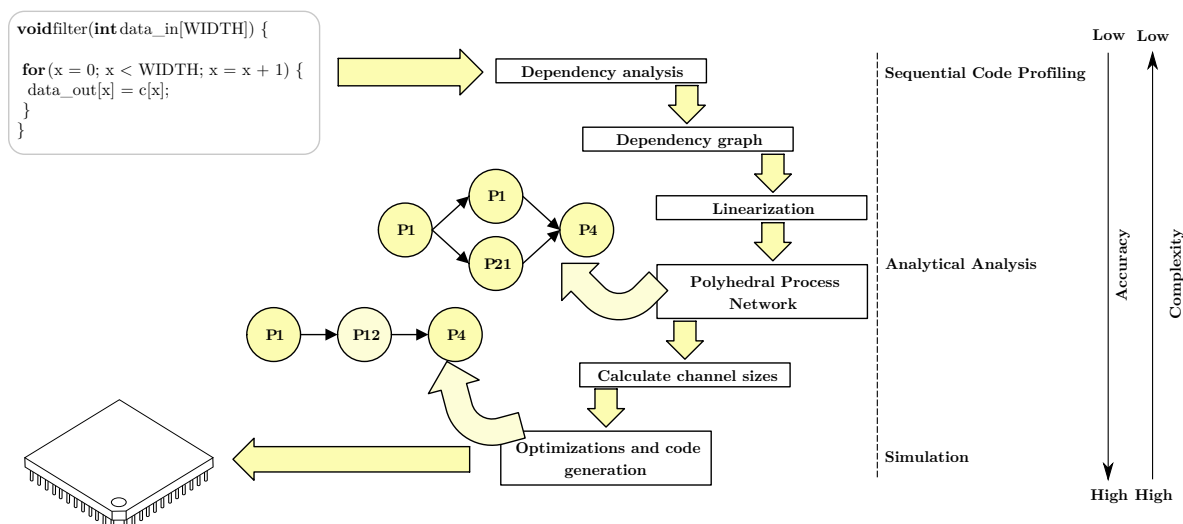 voidfilter(int data_in[WIDTH]) {
for (x = 0; x < WIDTH; x = x + 1) {
data_out[x] = c[x];
}
}
Dependency analysis
Dependency graph
Linearization
Polyhedral Process
Network
Calculate channel sizes
Optimizations and code
generation
P1
P1
P21
P4
P1
P12
P4
Sequential Code Profiling
Analytical Analysis
Simulation
Low
Low
Accuracy
Complexity
High
High